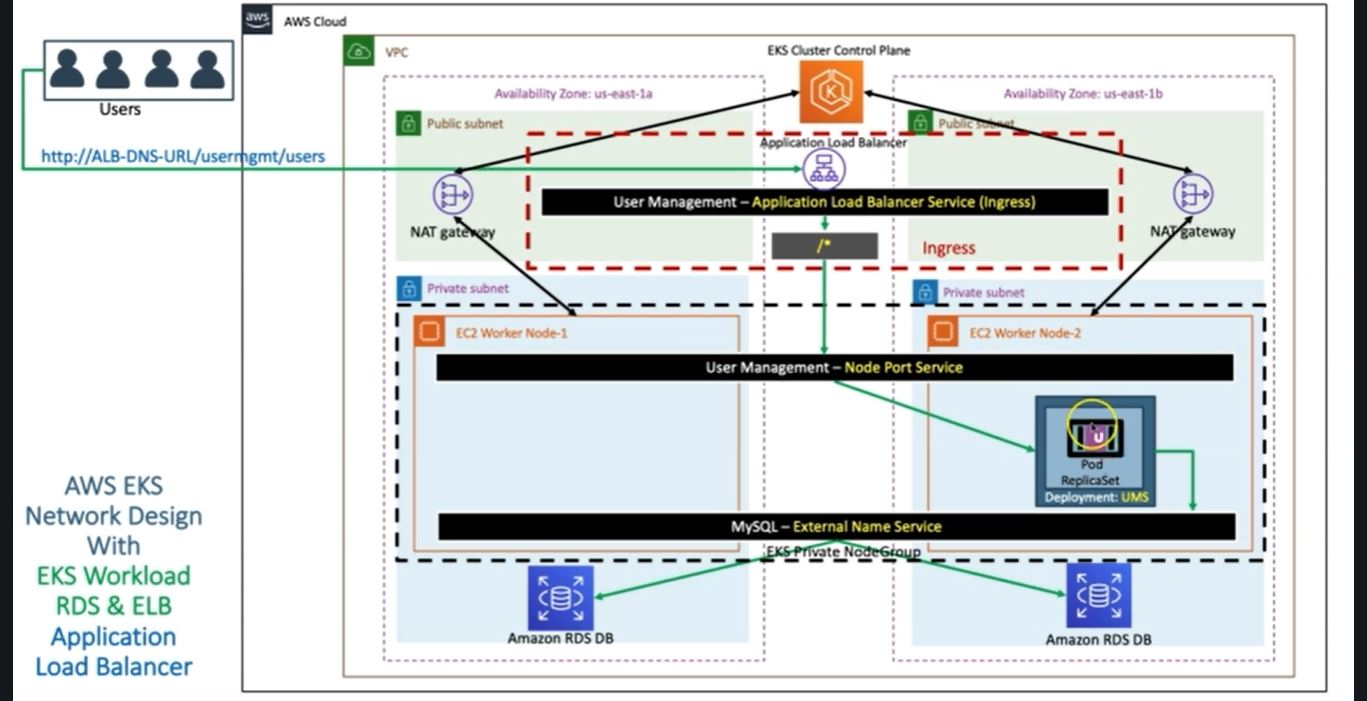 aws
AWS Cloud
Users
http://ALB-DNS-URL/usermgmt/users
VPC
EKS Cluster Control Plane
K
Availability Zone: us-east-1a
Availability Zone: us-east-1b
Public subnet
Public subnet
Application Load Balancer
User Management – Application Load Balancer Service (Ingress)
NAT gateway
NAT gateway
/*
Ingress
Private subnet
Private subnet
EC2 Worker Node-1
EC2 Worker Node-2
User Management – Node Port Service
U
Pod
ReplicaSet
Deployment: UMS
MySQL – External Name Service
EKS Private NodeGroup
Amazon RDS DB
Amazon RDS DB
AWS EKS
Network Design
With
EKS Workload
RDS & ELB
Application
Load Balancer